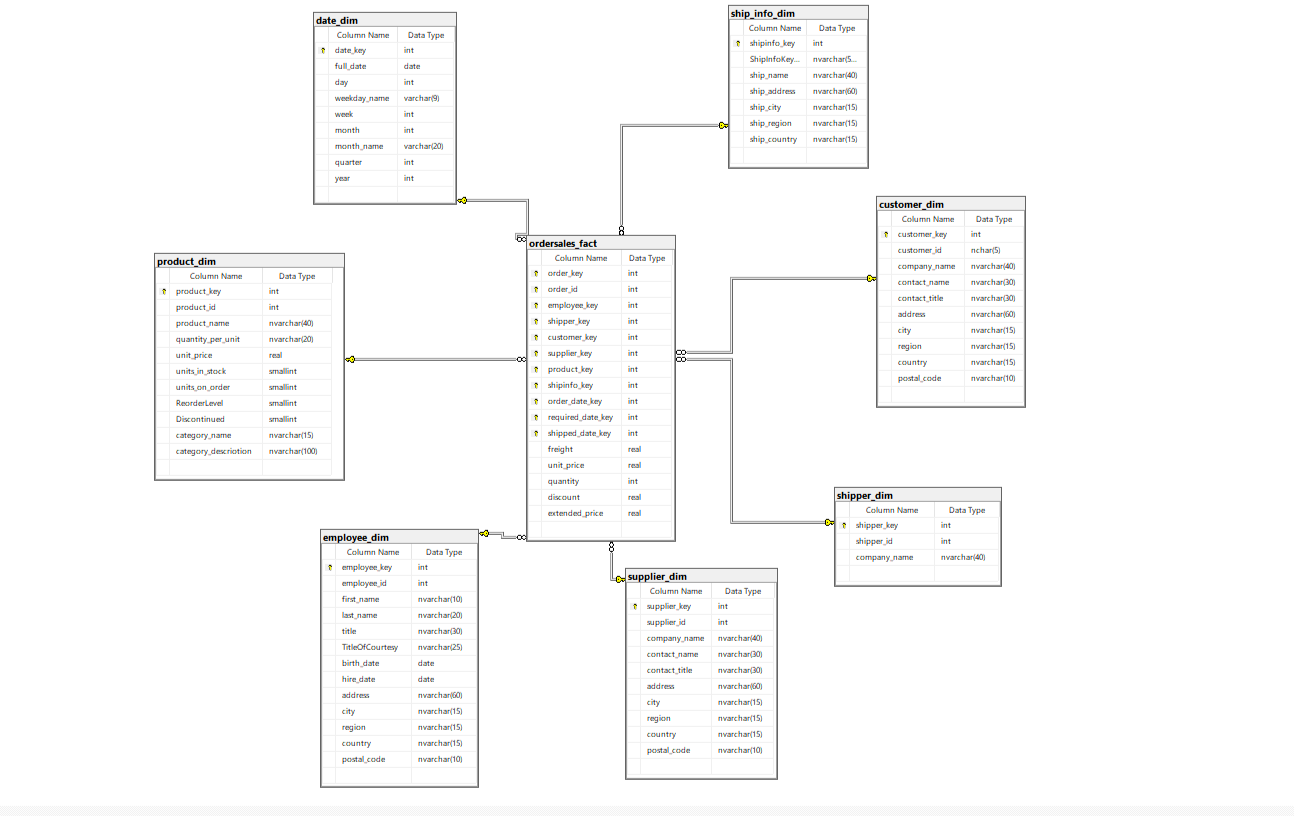 date_dim
Column Name Data Type
date_key int
full_date date
day int
weekday_name varchar(9)
week int
month int
month_name varchar(20)
quarter int
year int
ship_info_dim
Column Name Data Type
shipinfo_key int
ShipInfoKey... nvarchar(5...
ship_name nvarchar(40)
ship_address nvarchar(60)
ship_city nvarchar(15)
ship_region nvarchar(15)
ship_country nvarchar(15)
customer_dim
Column Name Data Type
customer_key int
customer_id nchar(5)
company_name nvarchar(40)
contact_name nvarchar(30)
contact_title nvarchar(30)
address nvarchar(60)
city nvarchar(15)
region nvarchar(15)
country nvarchar(15)
postal_code nvarchar(10)
ordersales_fact
Column Name Data Type
order_key int
order_id int
employee_key int
shipper_key int
customer_key int
supplier_key int
product_key int
shipinfo_key int
order_date_key int
required_date_key int
shipped_date_key int
freight real
unit_price real
quantity int
discount real
extended_price real
product_dim
Column Name Data Type
product_key int
product_id int
product_name nvarchar(40)
quantity_per_unit nvarchar(20)
unit_price real
units_in_stock smallint
units_on_order smallint
ReorderLevel smallint
Discontinued smallint
category_name nvarchar(15)
category_descriotion nvarchar(100)
shipper_dim
Column Name Data Type
shipper_key int
shipper_id int
company_name nvarchar(40)
employee_dim
Column Name Data Type
employee_key int
employee_id int
first_name nvarchar(10)
last_name nvarchar(20)
title nvarchar(30)
TitleOfCourtesy nvarchar(25)
birth_date date
hire_date date
address nvarchar(60)
city nvarchar(15)
region nvarchar(15)
country nvarchar(15)
postal_code nvarchar(10)
supplier_dim
Column Name Data Type
supplier_key int
supplier_id int
company_name nvarchar(40)
contact_name nvarchar(30)
contact_title nvarchar(30)
address nvarchar(60)
city nvarchar(15)
region nvarchar(15)
country nvarchar(15)
postal_code nvarchar(10)